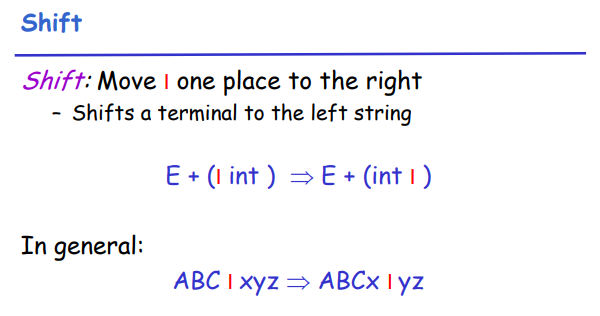 Shift
Shift: Move | one place to the right
– Shifts a terminal to the left string
E + (| int ) ⇒ E + (int | )
In general:
ABC | xyz ⇒ ABCx | yz